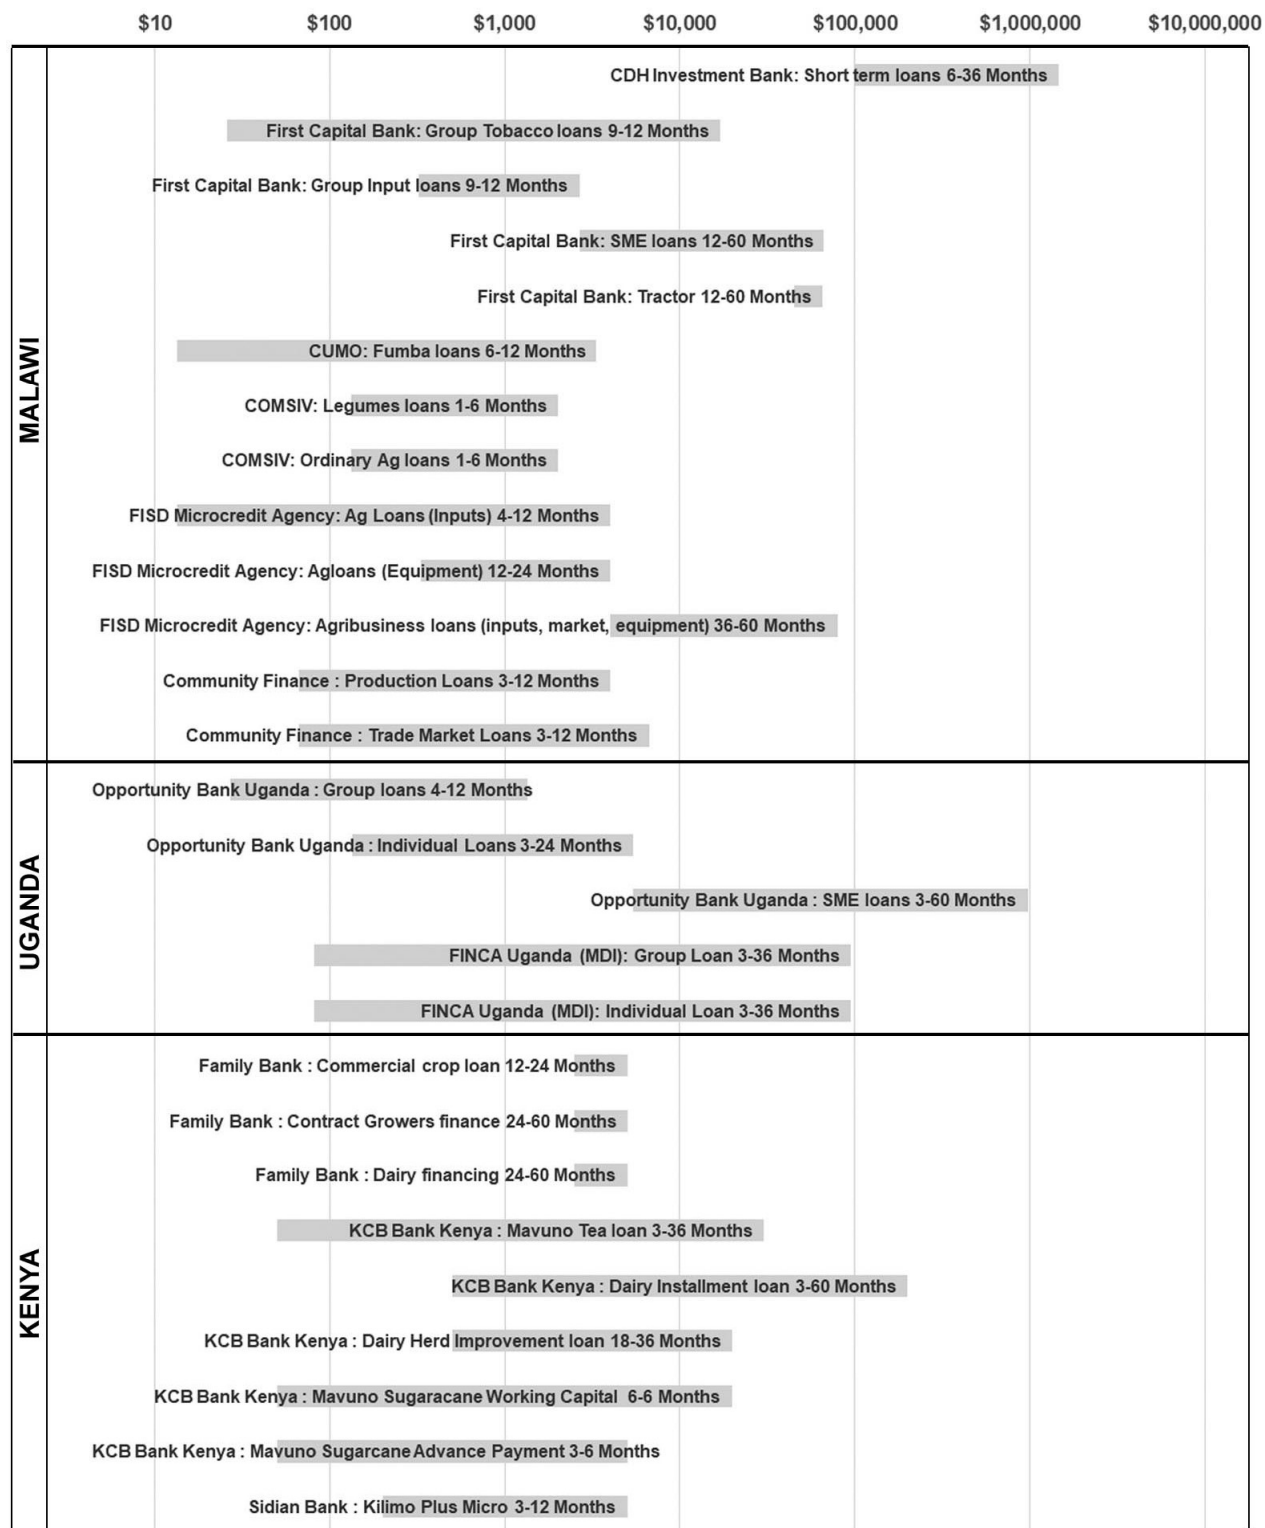 $10 $100 $1,000 $10,000 $100,000 $1,000,000 $10,000,000
MALAWI
CDH Investment Bank: Short term loans 6-36 Months
First Capital Bank: Group Tobacco loans 9-12 Months
First Capital Bank: Group Input loans 9-12 Months
First Capital Bank: SME loans 12-60 Months
First Capital Bank: Tractor 12-60 Months
CUMO: Fumba loans 6-12 Months
COMSIV: Legumes loans 1-6 Months
COMSIV: Ordinary Ag loans 1-6 Months
FISD Microcredit Agency: Ag Loans (Inputs) 4-12 Months
FISD Microcredit Agency: Agloans (Equipment) 12-24 Months
FISD Microcredit Agency: Agribusiness loans (inputs, market, equipment) 36-60 Months
Community Finance : Production Loans 3-12 Months
Community Finance : Trade Market Loans 3-12 Months
UGANDA
Opportunity Bank Uganda : Group loans 4-12 Months
Opportunity Bank Uganda : Individual Loans 3-24 Months
Opportunity Bank Uganda : SME loans 3-60 Months
FINCA Uganda (MDI): Group Loan 3-36 Months
FINCA Uganda (MDI): Individual Loan 3-36 Months
KENYA
Family Bank : Commercial crop loan 12-24 Months
Family Bank : Contract Growers finance 24-60 Months
Family Bank : Dairy financing 24-60 Months
KCB Bank Kenya : Mavuno Tea loan 3-36 Months
KCB Bank Kenya : Dairy Installment loan 3-60 Months
KCB Bank Kenya : Dairy Herd Improvement loan 18-36 Months
KCB Bank Kenya : Mavuno Sugaracane Working Capital 6-6 Months
KCB Bank Kenya : Mavuno Sugarcane Advance Payment 3-6 Months
Sidian Bank : Kilimo Plus Micro 3-12 Months